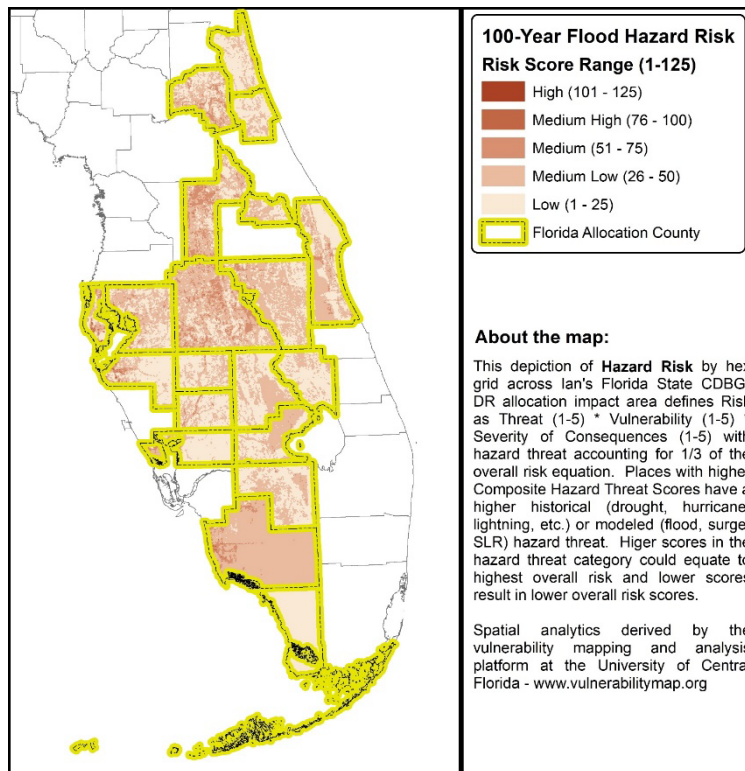 100-Year Flood Hazard Risk
Risk Score Range (1-125)
High (101 - 125)
Medium High (76 - 100)
Medium (51 - 75)
Medium Low (26 - 50)
Low (1 - 25)
Florida Allocation County
About the map:
This depiction of Hazard Risk by hex
grid across Ian's Florida State CDBG-
DR allocation impact area defines Risk
as Threat (1-5) * Vulnerability (1-5) *
Severity of Consequences (1-5) with
hazard threat accounting for 1/3 of the
overall risk equation. Places with higher
Composite Hazard Threat Scores have a
higher historical (drought, hurricane,
lightning, etc.) or modeled (flood, surge,
SLR) hazard threat. Higer scores in the
hazard threat category could equate to
highest overall risk and lower scores
result in lower overall risk scores.
Spatial analytics derived by the
vulnerability mapping and analysis
platform at the University of Central
Florida - www.vulnerabilitymap.org